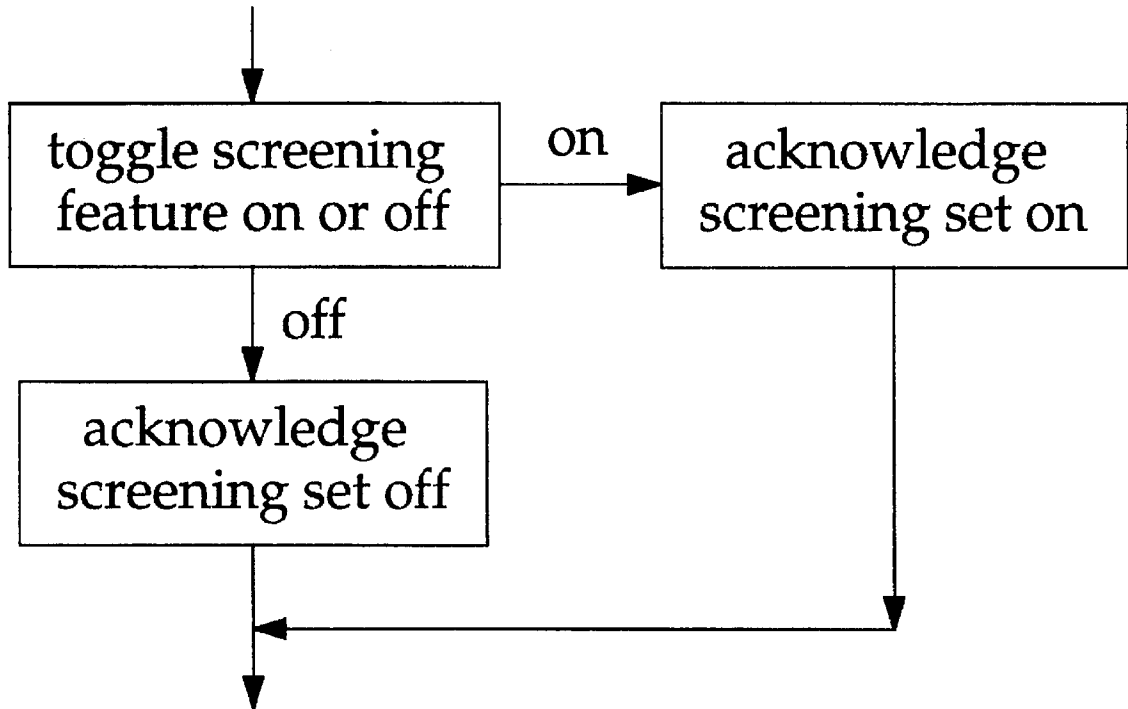 toggle screening
feature on or off
on
acknowledge
screening set on
off
acknowledge
screening set off